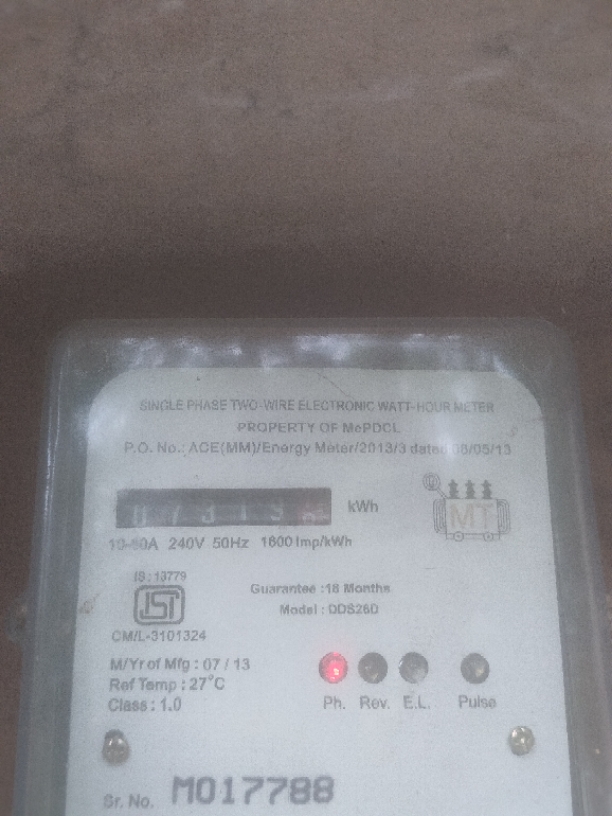 SINGLE PHASE TWO-WIRE ELECTRONIC WATT-HOUR METER
PROPERTY OF MePDCL
P.O. No.: ACE(MM)/Energy Meter/2013/3 dated 08/05/13
kWh
MT
10-60A 240V 50Hz 1600 Imp/kWh
IS : 13779
Guarantee :18 Months
Model : DDS26D
CM/L-3101324
M/Yr of Mfg : 07 / 13
Ref Temp : 27°C
Class : 1.0
Ph. Rev. E.L. Pulse
Sr. No. M017788